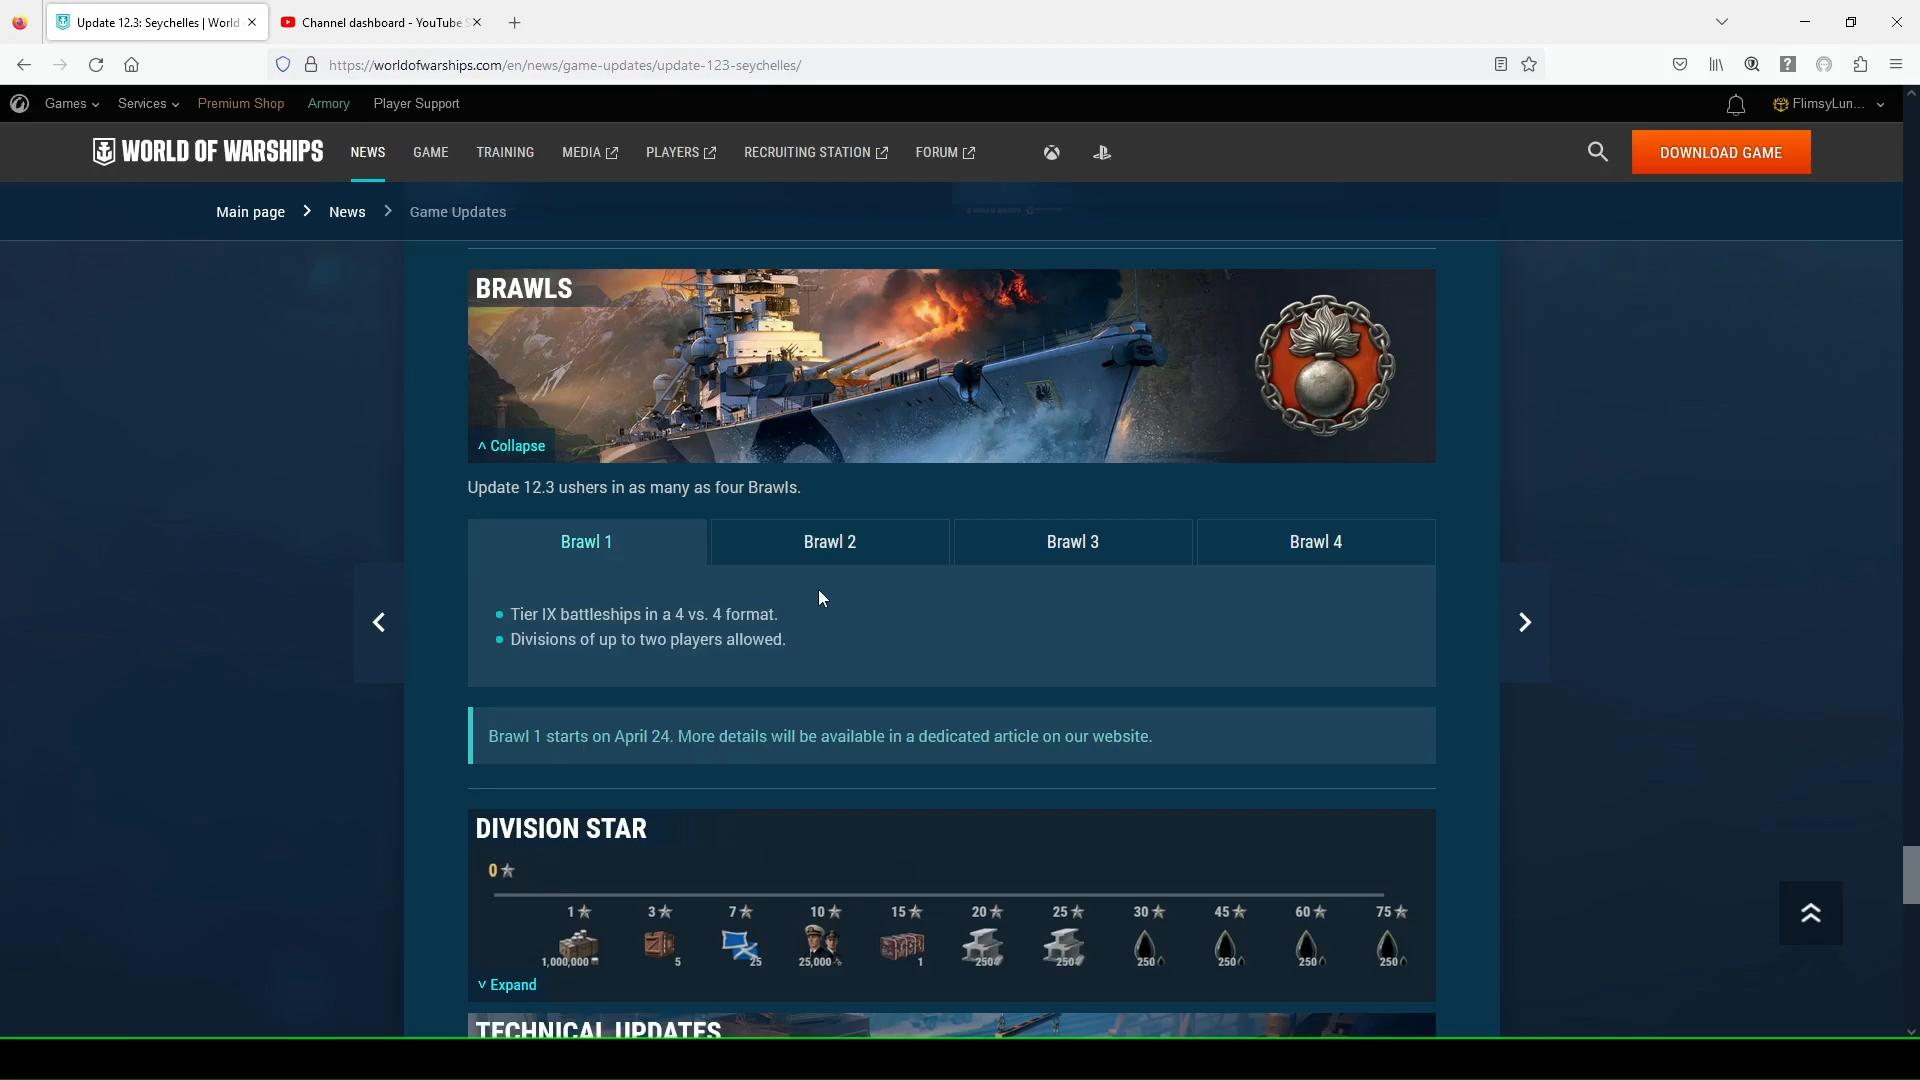 Update 12.3: Seychelles | World
Channel dashboard - YouTube S
https://worldofwarships.com/en/news/game-updates/update-123-seychelles/
Games
Services
Premium Shop
Armory
Player Support
FlimsyLun...
WORLD OF WARSHIPS
NEWS
GAME
TRAINING
MEDIA
PLAYERS
RECRUITING STATION
FORUM
DOWNLOAD GAME
Main page > News > Game Updates
BRAWLS
^ Collapse
Update 12.3 ushers in as many as four Brawls.
Brawl 1
Brawl 2
Brawl 3
Brawl 4
Tier IX battleships in a 4 vs. 4 format.
Divisions of up to two players allowed.
Brawl 1 starts on April 24. More details will be available in a dedicated article on our website.
DIVISION STAR
0
1 3 7 10 15 20 25 30 45 60 75
1,000,000 5 25 25,000 1 250 250 250 250 250 250
v Expand
TECHNICAL UPDATES